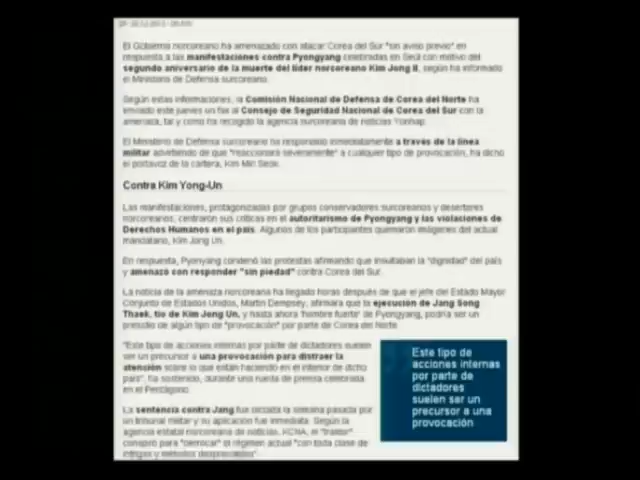 El Gobierno norcoreano ha amenazado con atacar Corea del Sur "sin aviso previo" en
respuesta a las manifestaciones contra Pyongyang celebradas en Seúl con motivo del
segundo aniversario de la muerte del líder norcoreano Kim Jong Il, según ha informado
el Ministerio de Defensa surcoreano.
Según estas informaciones, la Comisión Nacional de Defensa de Corea del Norte ha
enviado este jueves un fax al Consejo de Seguridad Nacional de Corea del Sur con la
amenaza, tal y como ha recogido la agencia surcoreana de noticias Yonhap.
El Ministerio de Defensa surcoreano ha respondido inmediatamente a través de la línea
militar advirtiendo de que "reaccionará severamente" a cualquier tipo de provocación, ha dicho
el portavoz de la cartera, Kim Min Seok.
Contra Kim Yong-Un
Las manifestaciones, protagonizadas por grupos conservadores surcoreanos y desertores
norcoreanos, centraron sus críticas en el autoritarismo de Pyongyang y las violaciones de
Derechos Humanos en el país. Algunos de los participantes quemaron imágenes del actual
mandatario, Kim Jong Un.
En respuesta, Pyonyang condenó las protestas afirmando que insultaban la "dignidad" del país
y amenazó con responder "sin piedad" contra Corea del Sur.
La noticia de la amenaza norcoreana ha llegado horas después de que el jefe del Estado Mayor
Conjunto de Estados Unidos, Martin Dempsey, afirmara que la ejecución de Jang Song
Thaek, tío de Kim Jong Un, y hasta ahora 'hombre fuerte' de Pyongyang, podría ser un
preludio de algún tipo de "provocación" por parte de Corea del Norte.
"Este tipo de acciones internas por parte de dictadores suelen
ser un precursor a una provocación para distraer la
atención sobre lo que están haciendo en el interior de dicho
país", ha sostenido, durante una rueda de prensa celebrada
en el Pentágono.
Este tipo de
acciones internas
por parte de
dictadores
suelen ser un
precursor a una
provocación
La sentencia contra Jang fue dictada la semana pasada por
un tribunal militar y su aplicación fue inmediata. Según la
agencia estatal norcoreana de noticias, KCNA, el "traidor"
conspiró para "derrocar" el régimen actual "con toda clase de
intrigas y métodos despreciables".